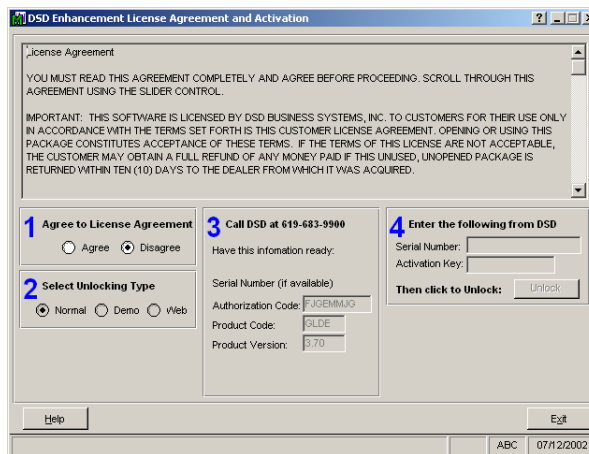 DSD Enhancement License Agreement and Activation
License Agreement
YOU MUST READ THIS AGREEMENT COMPLETELY AND AGREE BEFORE PROCEEDING. SCROLL THROUGH THIS
AGREEMENT USING THE SLIDER CONTROL.
IMPORTANT: THIS SOFTWARE IS LICENSED BY DSD BUSINESS SYSTEMS, INC. TO CUSTOMERS FOR THEIR USE ONLY
IN ACCORDANCE WITH THE TERMS SET FORTH IS THIS CUSTOMER LICENSE AGREEMENT. OPENING OR USING THIS
PACKAGE CONSTITUTES ACCEPTANCE OF THESE TERMS. IF THE TERMS OF THIS LICENSE ARE NOT ACCEPTABLE,
THE CUSTOMER MAY OBTAIN A FULL REFUND OF ANY MONEY PAID IF THIS UNUSED, UNOPENED PACKAGE IS
RETURNED WITHIN TEN (10) DAYS TO THE DEALER FROM WHICH IT WAS ACQUIRED.
1 Agree to License Agreement
Agree Disagree
2 Select Unlocking Type
Normal Demo Web
3 Call DSD at 619-683-9900
Have this infomation ready:
Serial Number (if available)
Authorization Code: FJGEMMJG
Product Code: GLDE
Product Version: 3.70
4 Enter the following from DSD
Serial Number:
Activation Key:
Then click to Unlock: Unlock
Help
Exit
ABC 07/12/2002